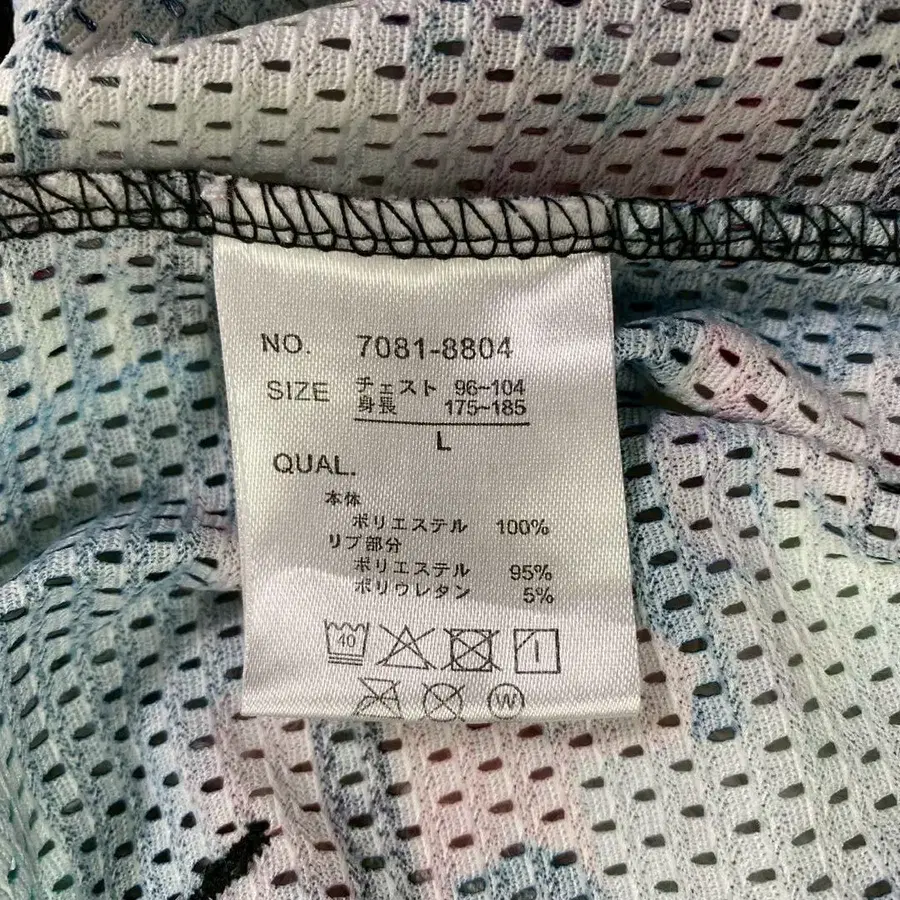 NO. 7081-8804
SIZE チェスト 96~104
身長 175~185
L
QUAL.
本体
ポリエステル 100%
リブ部分
ポリエステル 95%
ポリウレタン 5%
40
W